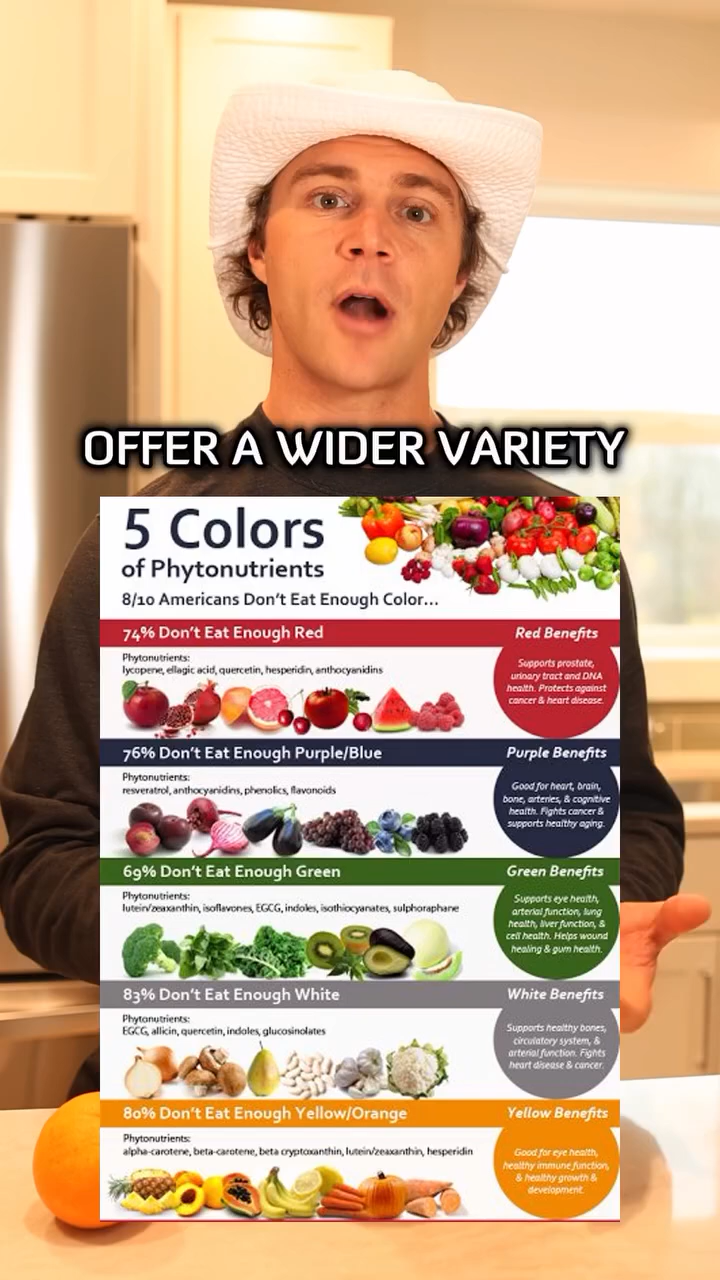 OFFER A WIDER VARIETY
5 Colors
of Phytonutrients
8/10 Americans Don't Eat Enough Color...
74% Don't Eat Enough Red
Red Benefits
Phytonutrients:
lycopene, ellagic acid, quercetin, hesperidin, anthocyanidins
Supports prostate,
urinary tract and DNA
health. Protects against
cancer & heart disease.
76% Don't Eat Enough Purple/Blue
Purple Benefits
Phytonutrients:
resveratrol, anthocyanidins, phenolics, flavonoids
Good for heart, brain,
bone, arteries, & cognitive
health. Fights cancer &
supports healthy aging.
69% Don't Eat Enough Green
Green Benefits
Phytonutrients:
lutein/zeaxanthin, isoflavones, EGCG, indoles, isothiocyanates, sulphoraphane
Supports eye health,
arterial function, lung
health, liver function, &
cell health. Helps wound
healing & gum health.
83% Don't Eat Enough White
White Benefits
Phytonutrients:
EGCG, allicin, quercetin, indoles, glucosinolates
Supports healthy bones,
circulatory system, &
arterial function. Fights
heart disease & cancer.
80% Don't Eat Enough Yellow/Orange
Yellow Benefits
Phytonutrients:
alpha-carotene, beta-carotene, beta cryptoxanthin, lutein/zeaxanthin, hesperidin
Good for eye health,
healthy immune function,
& healthy growth &
development.